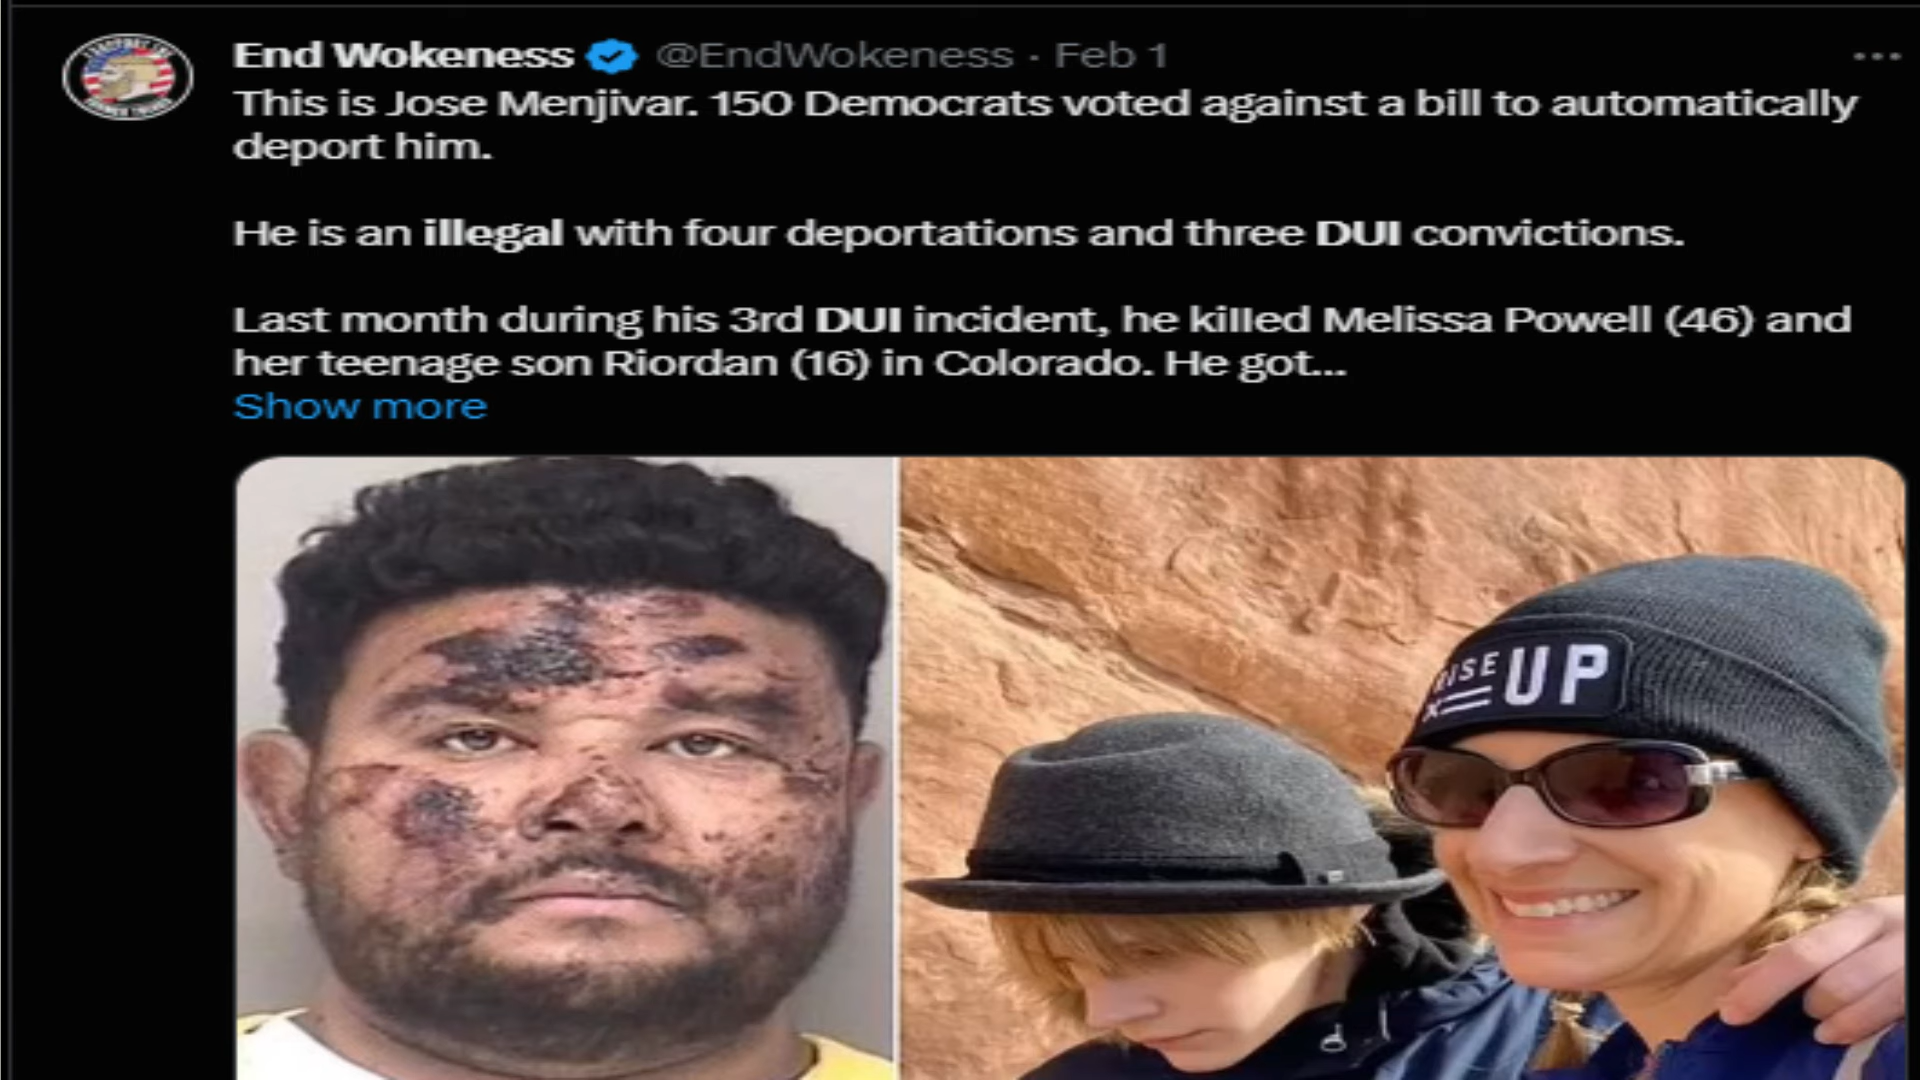 End Wokeness @EndWokeness · Feb 1 ...
This is Jose Menjivar. 150 Democrats voted against a bill to automatically
deport him.
He is an illegal with four deportations and three DUI convictions.
Last month during his 3rd DUI incident, he killed Melissa Powell (46) and
her teenage son Riordan (16) in Colorado. He got...
Show more
RISE
UP